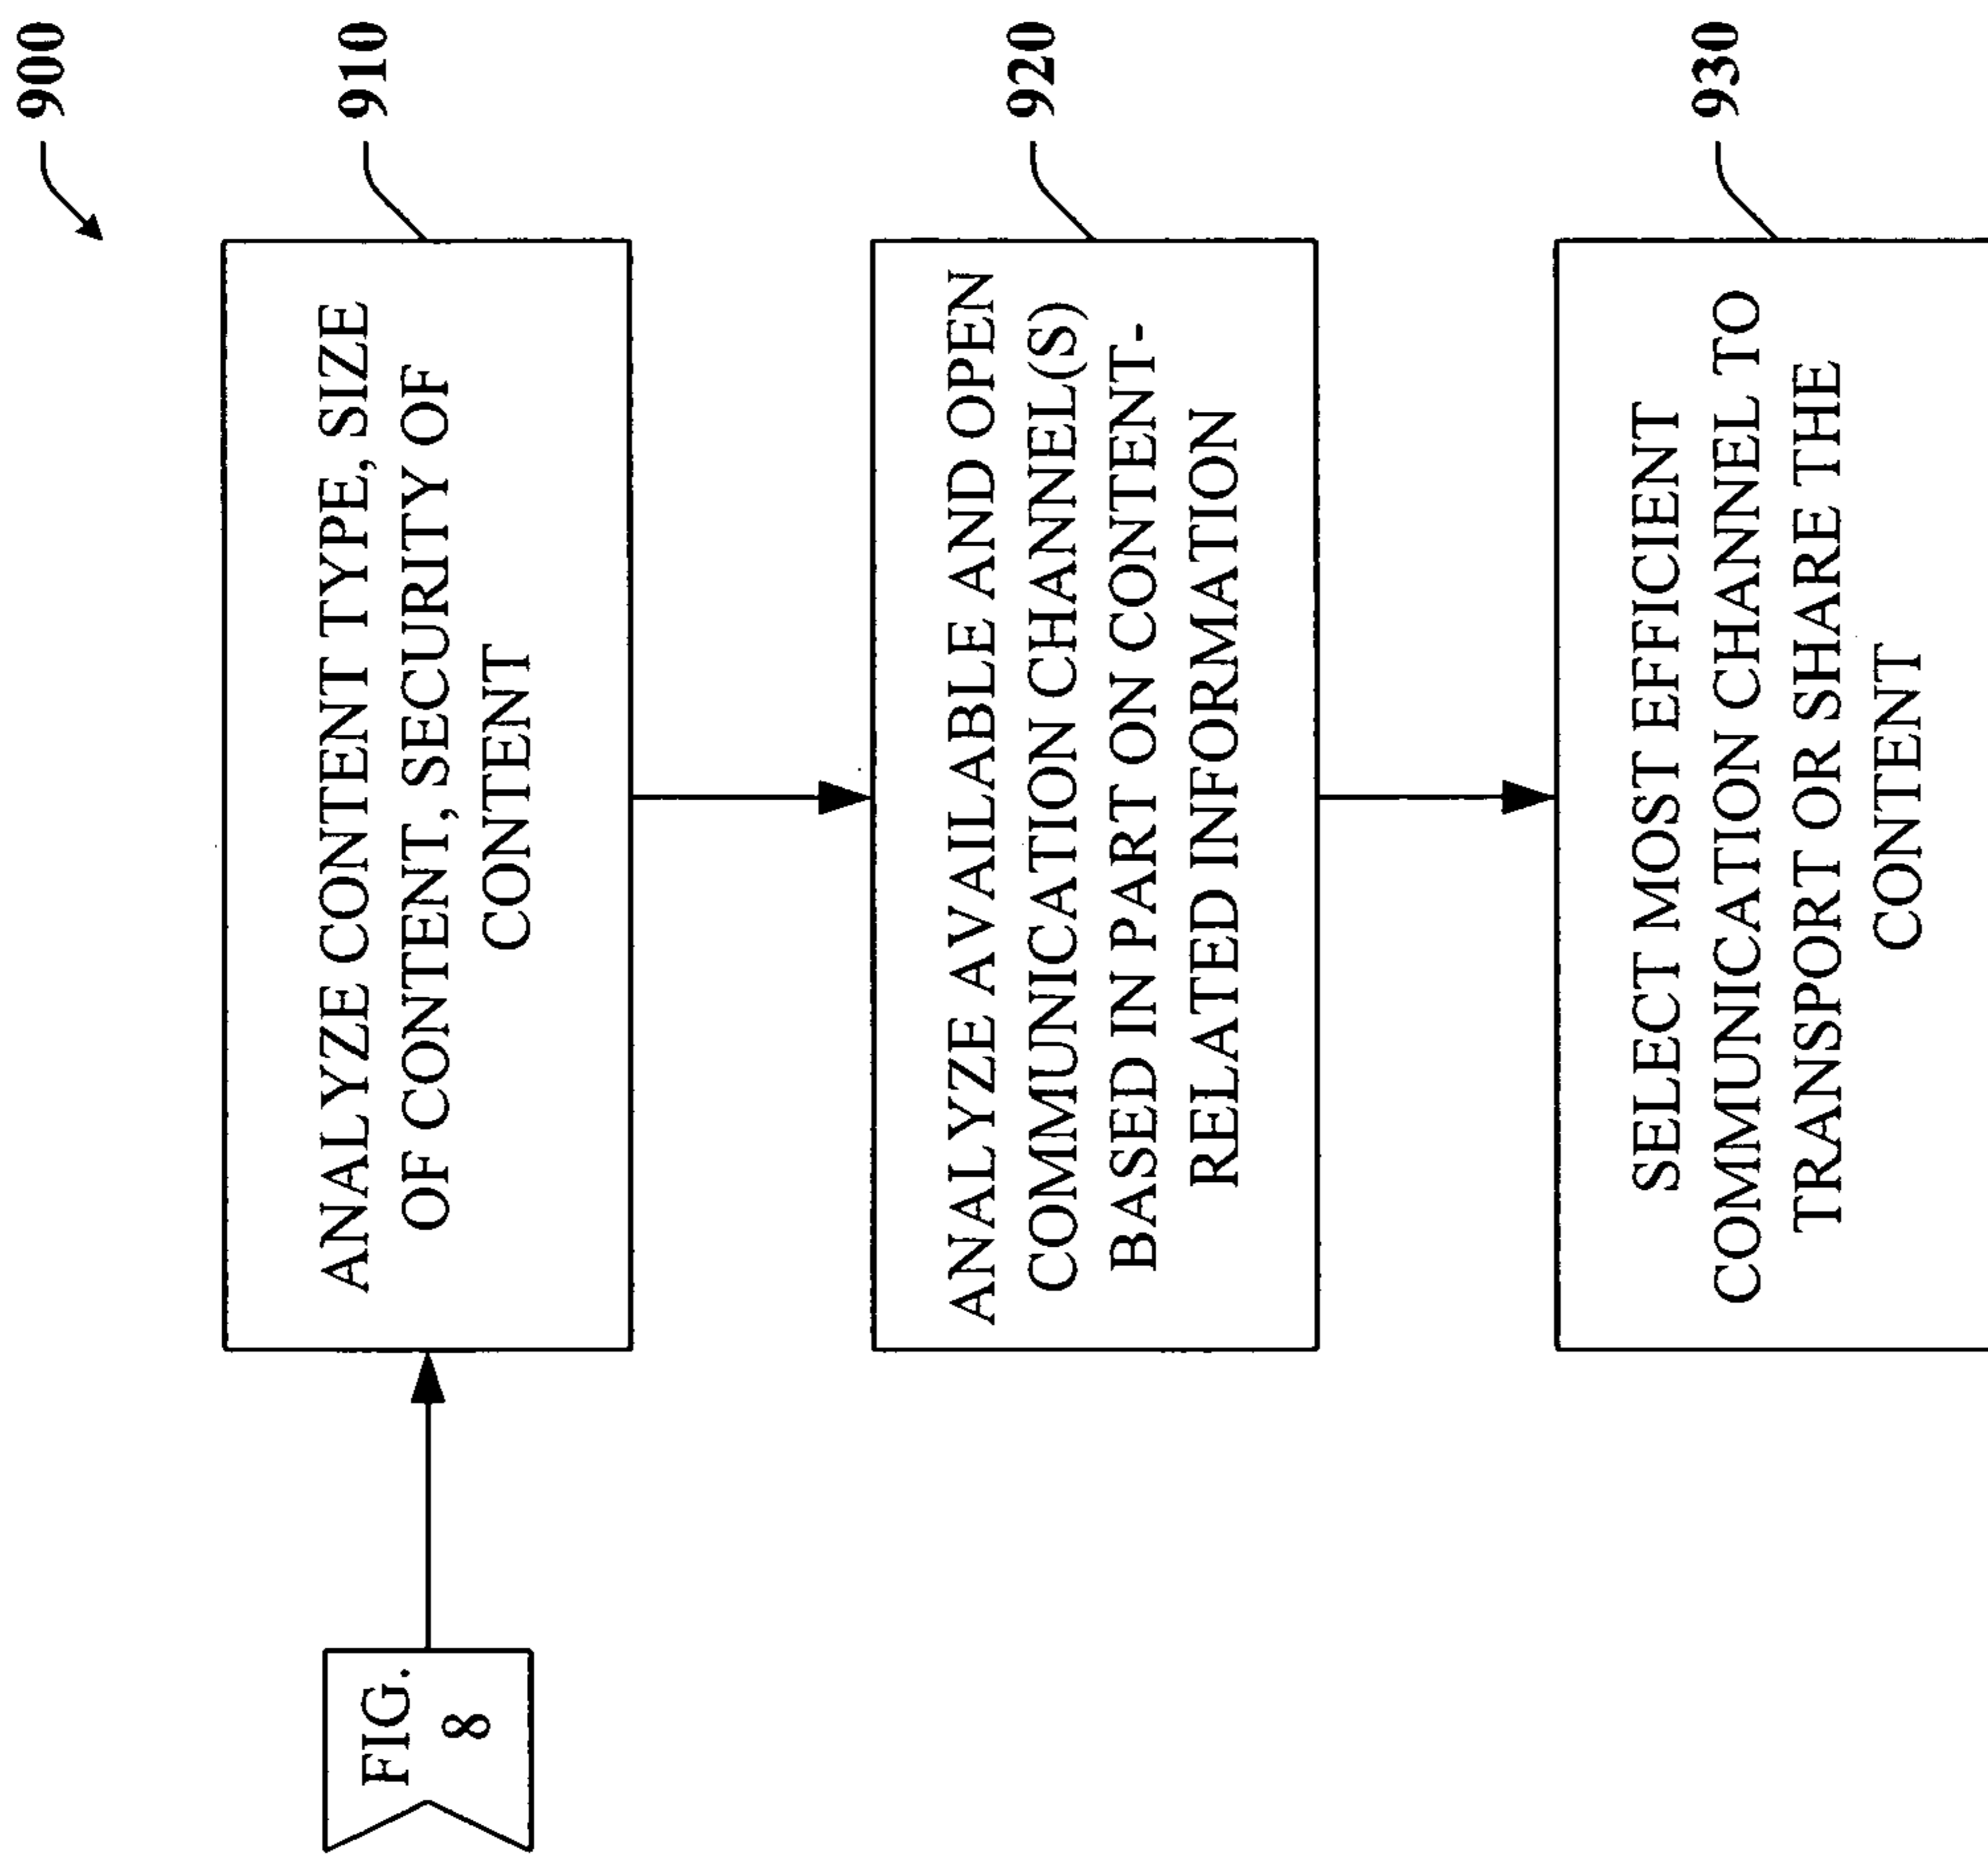 900
FIG.
8
ANALYZE CONTENT TYPE, SIZE
OF CONTENT, SECURITY OF
CONTENT
910
ANALYZE AVAILABLE AND OPEN
COMMUNICATION CHANNEL(S)
BASED IN PART ON CONTENT-
RELATED INFORMATION
920
SELECT MOST EFFICIENT
COMMUNICATION CHANNEL TO
TRANSPORT OR SHARE THE
CONTENT
930